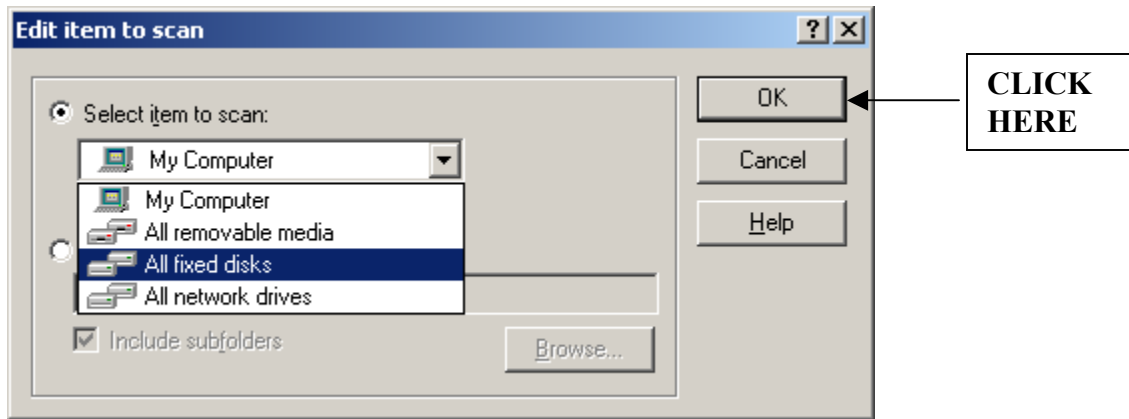 Edit item to scan
?
Select item to scan:
OK
CLICK
HERE
My Computer
Cancel
My Computer
All removable media
Help
All fixed disks
All network drives
Include subfolders
Browse...